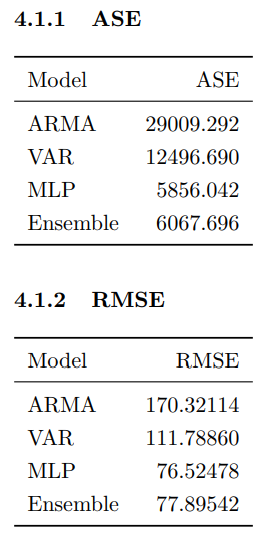 4.1.1 ASE
Model ASE
ARMA 29009.292
VAR 12496.690
MLP 5856.042
Ensemble 6067.696
4.1.2 RMSE
Model RMSE
ARMA 170.32114
VAR 111.78860
MLP 76.52478
Ensemble 77.89542